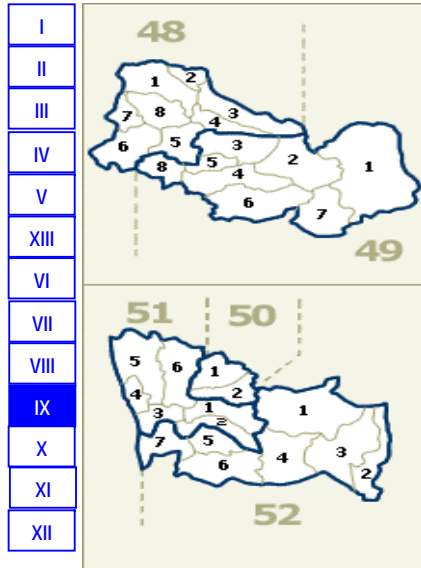 I
II
III
IV
V
XIII
VI
VII
VIII
IX
X
XI
XII
48
1 2
7 8 3
4
6 5 3
8 5 2 1
4
6 7
49
51 50
5 6 1
4 2
3 1 1
2
7 5
6 4 3
2
52